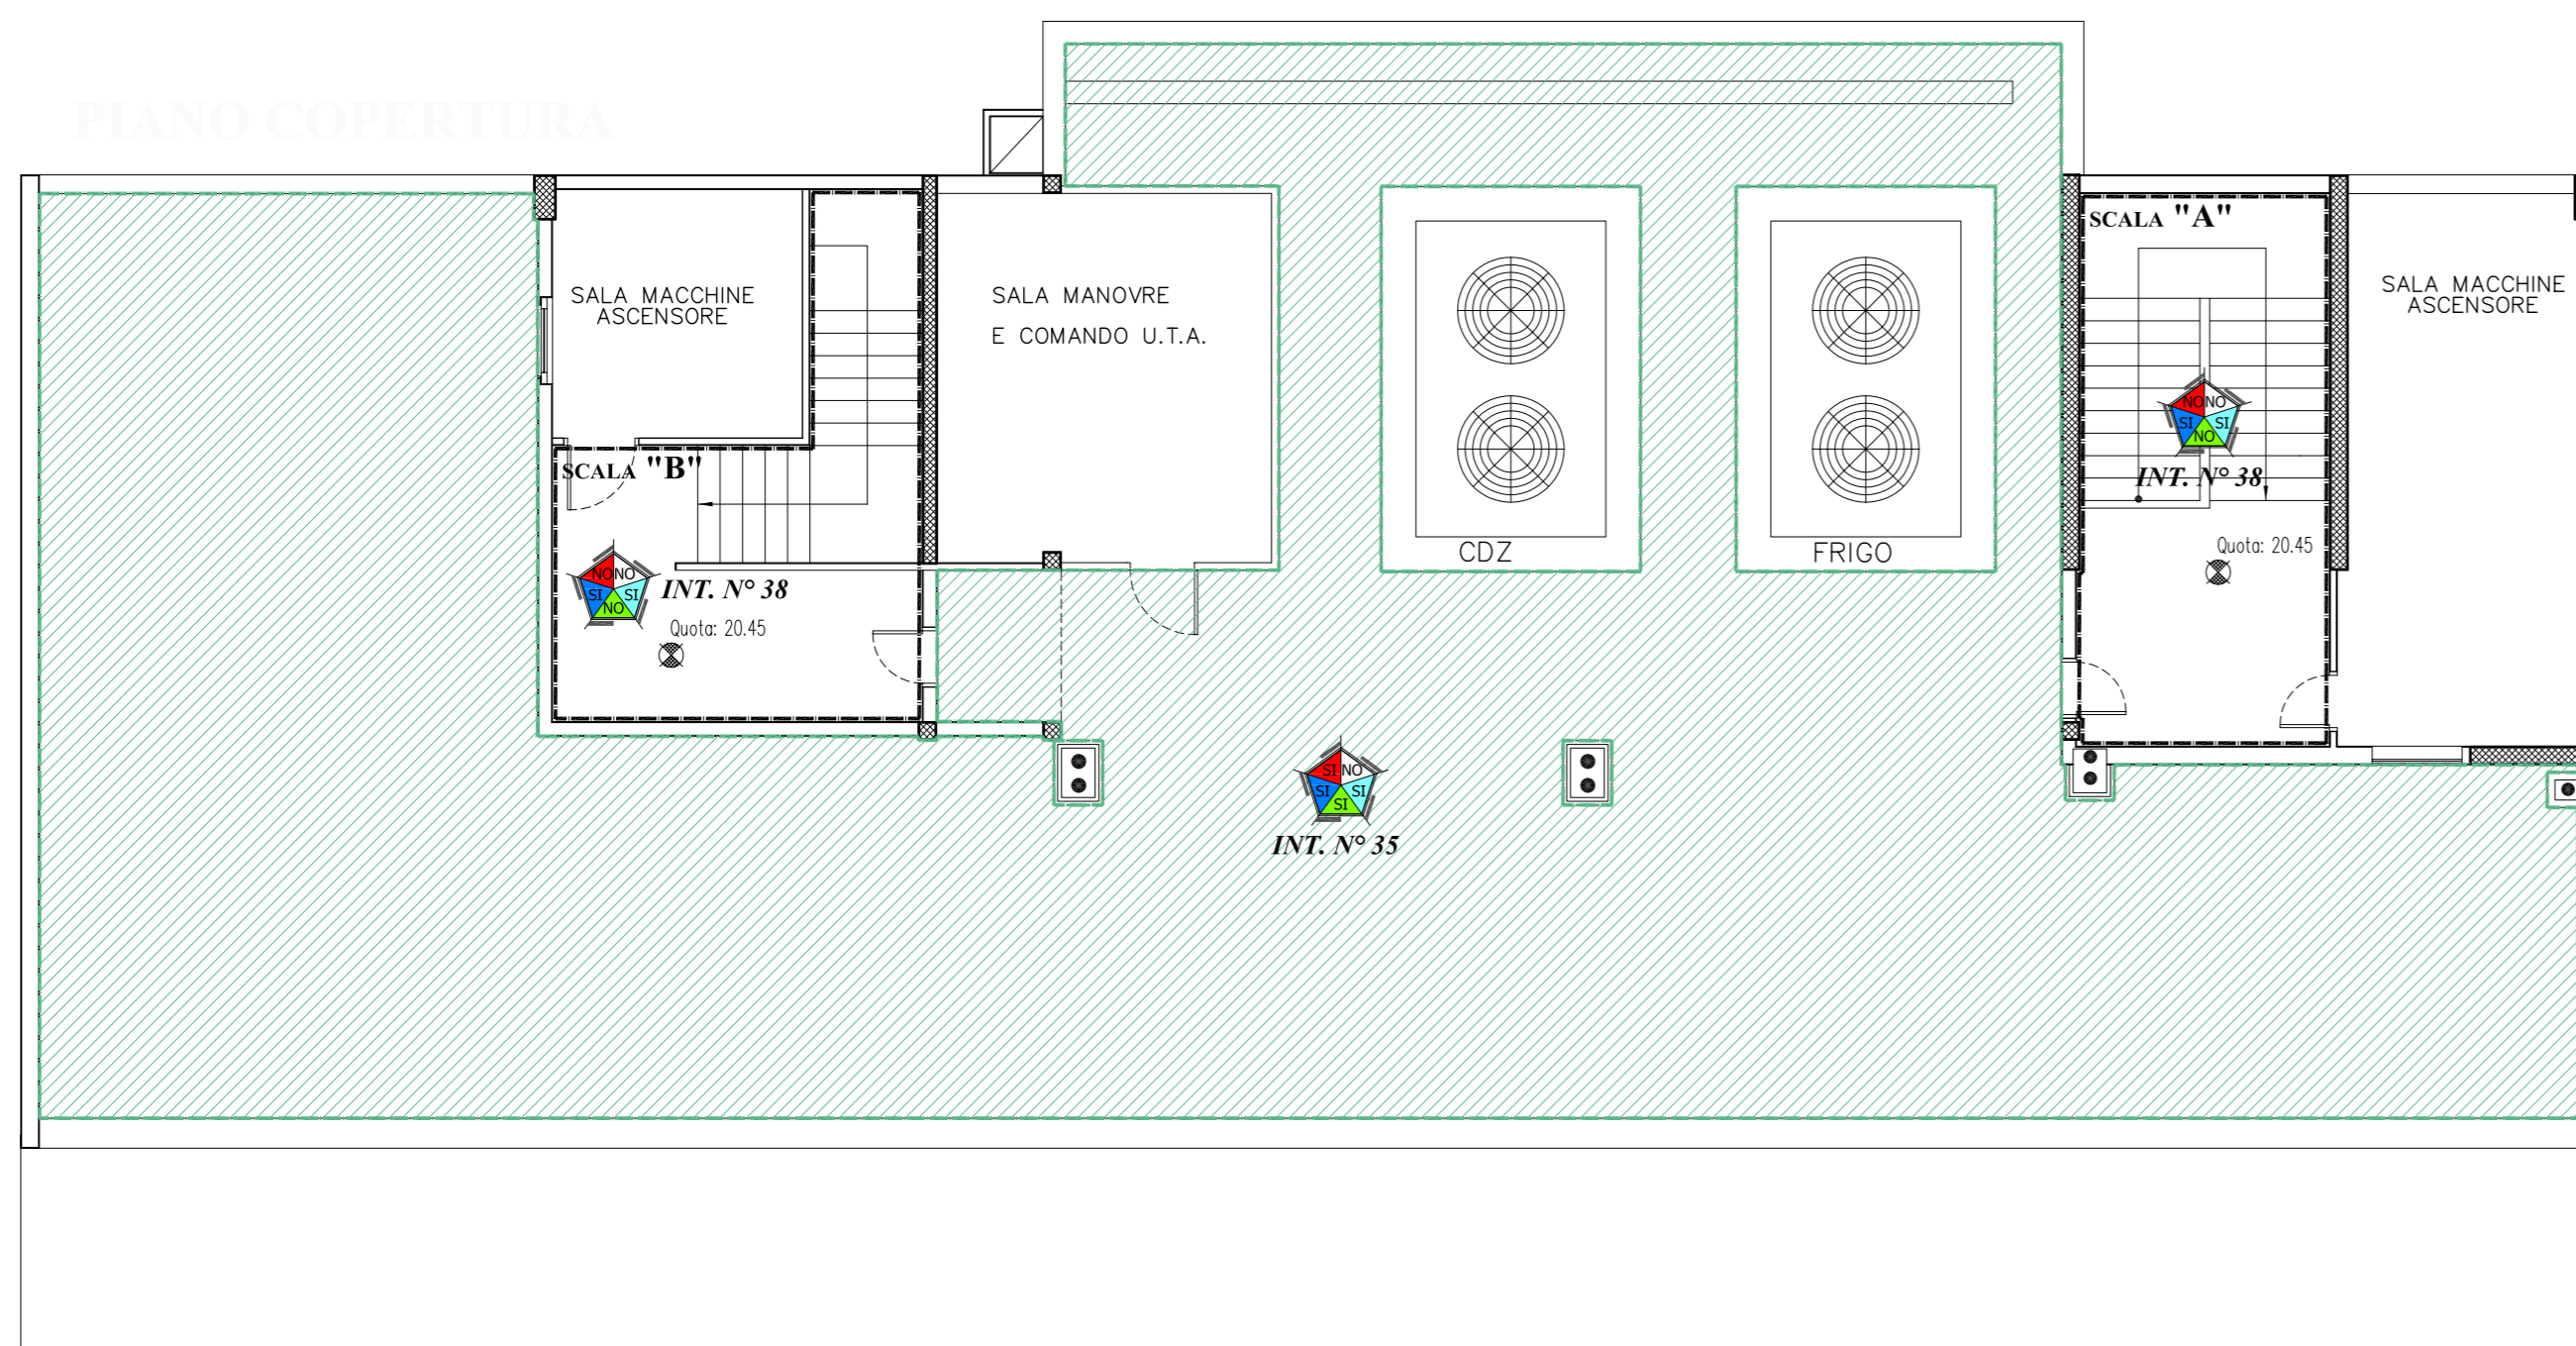 PIANO COPERTURA
SCALA "A"
SALA MACCHINE
ASCENSORE
SALA MANOVRE
E COMANDO U.T.A.
SALA MACCHINE
ASCENSORE
NO NO
SI SI
NO
INT. N° 38
SCALA "B"
CDZ
FRIGO
Quota: 20.45
NO NO
SI SI
NO
INT. N° 38
Quota: 20.45
SI NO
SI SI
SI
INT. N° 35